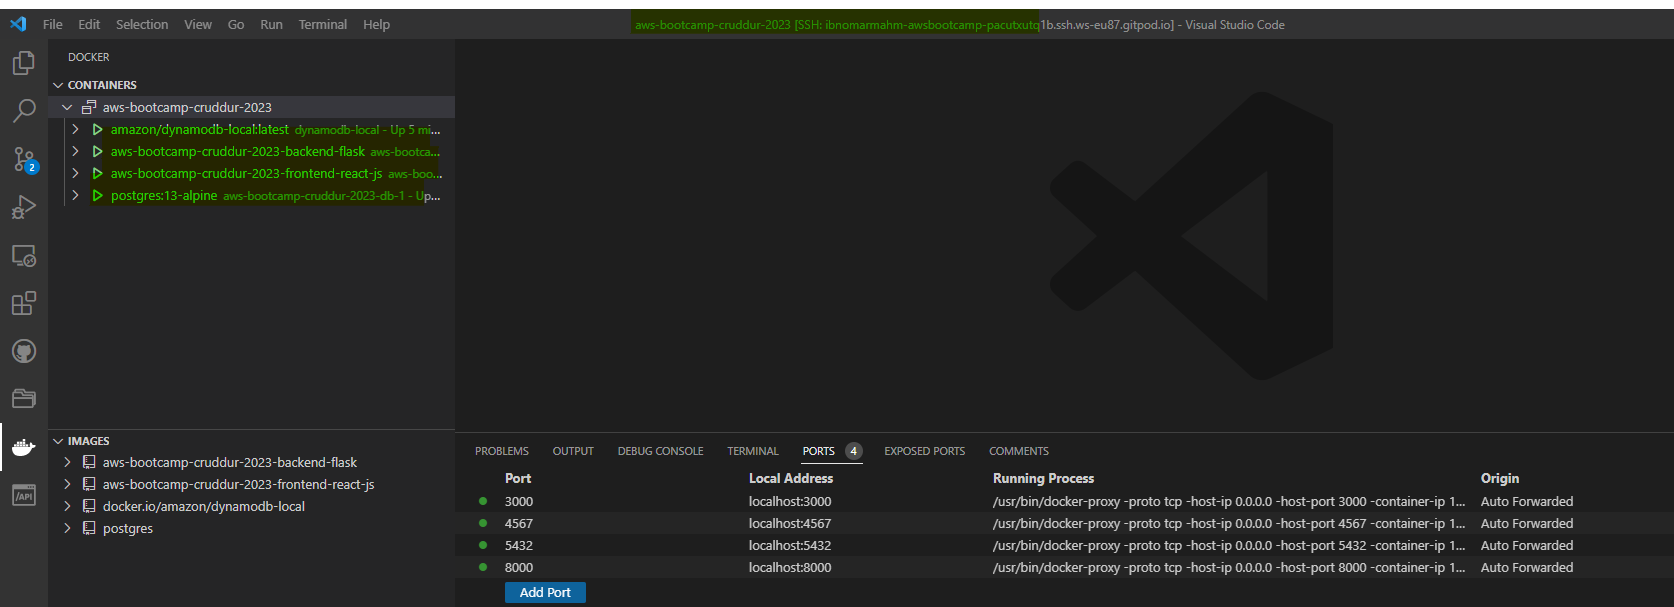 File Edit Selection View Go Run Terminal Help aws-bootcamp-cruddur-2023 [SSH: ibnomarmahm-awsbootcamp-pacutxutq1b.ssh.ws-eu87.gitpod.io] - Visual Studio Code
DOCKER
CONTAINERS
aws-bootcamp-cruddur-2023
amazon/dynamodb-local:latest dynamodb-local - Up 5 mi...
aws-bootcamp-cruddur-2023-backend-flask aws-bootca...
aws-bootcamp-cruddur-2023-frontend-react-js aws-boo...
postgres:13-alpine aws-bootcamp-cruddur-2023-db-1 - Up...
2
IMAGES
aws-bootcamp-cruddur-2023-backend-flask
aws-bootcamp-cruddur-2023-frontend-react-js
docker.io/amazon/dynamodb-local
postgres
/API
PROBLEMS OUTPUT DEBUG CONSOLE TERMINAL PORTS 4 EXPOSED PORTS COMMENTS
Port Local Address Running Process Origin
3000 localhost:3000 /usr/bin/docker-proxy -proto tcp -host-ip 0.0.0.0 -host-port 3000 -container-ip 1... Auto Forwarded
4567 localhost:4567 /usr/bin/docker-proxy -proto tcp -host-ip 0.0.0.0 -host-port 4567 -container-ip 1... Auto Forwarded
5432 localhost:5432 /usr/bin/docker-proxy -proto tcp -host-ip 0.0.0.0 -host-port 5432 -container-ip 1... Auto Forwarded
8000 localhost:8000 /usr/bin/docker-proxy -proto tcp -host-ip 0.0.0.0 -host-port 8000 -container-ip 1... Auto Forwarded
Add Port